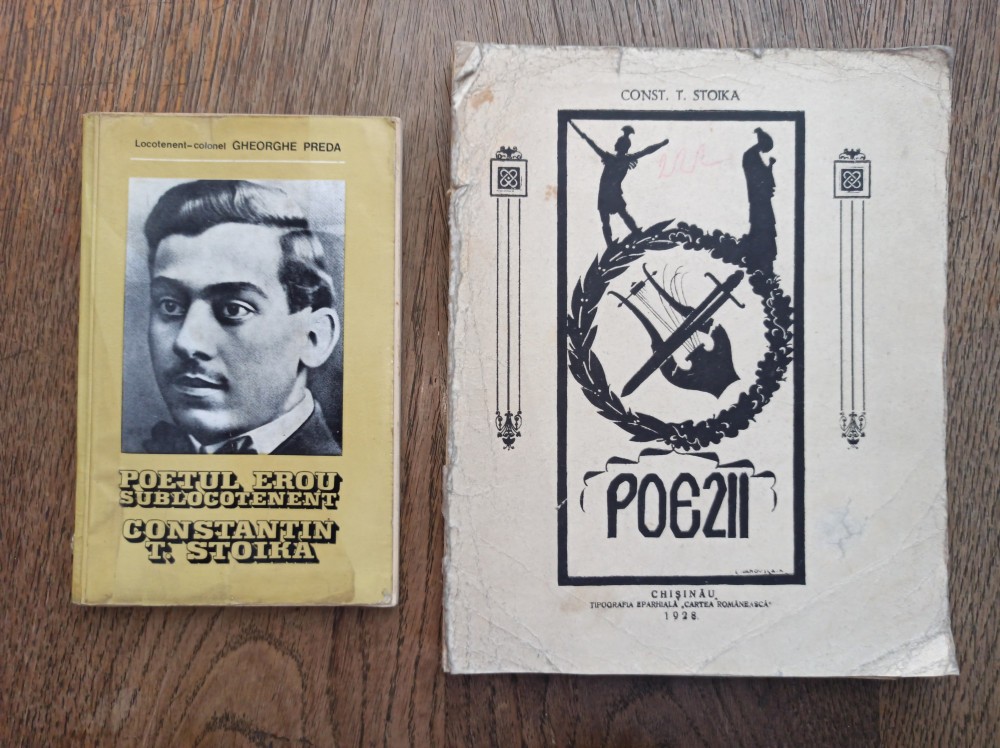 Locotenent-colonel GHEORGHE PREDA
POETUL EROU
SUBLOCOTENENT
CONSTANTIN
T. STOIKA
CONST. T. STOIKA
POEZII
CHIŞINĂU
TIPOGRAFIA EPARHIALĂ „CARTEA ROMÂNEASCĂ"
1928.